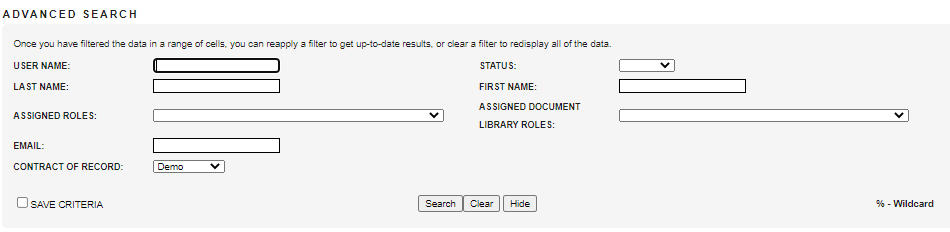 ADVANCED SEARCH
Once you have filtered the data in a range of cells, you can reapply a filter to get up-to-date results, or clear a filter to redisplay all of the data.
USER NAME:
STATUS:
LAST NAME:
FIRST NAME:
ASSIGNED ROLES:
ASSIGNED DOCUMENT
LIBRARY ROLES:
EMAIL:
CONTRACT OF RECORD: Demo
SAVE CRITERIA
Search Clear Hide
% - Wildcard